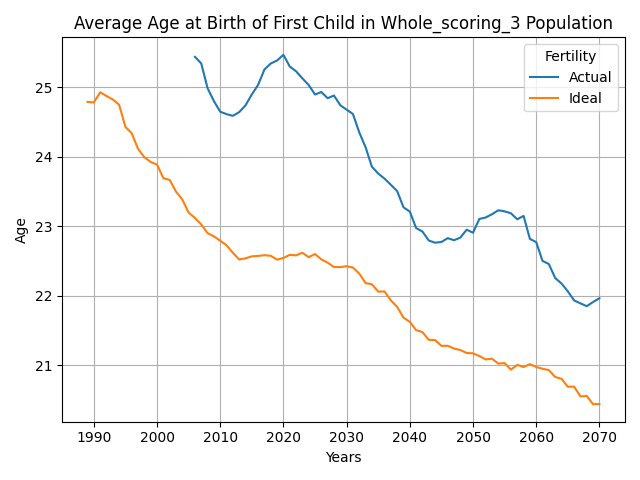 Average Age at Birth of First Child in Whole_scoring_3 Population
Fertility
Actual
Ideal
Age
25
24
23
22
21
1990 2000 2010 2020 2030 2040 2050 2060 2070
Years